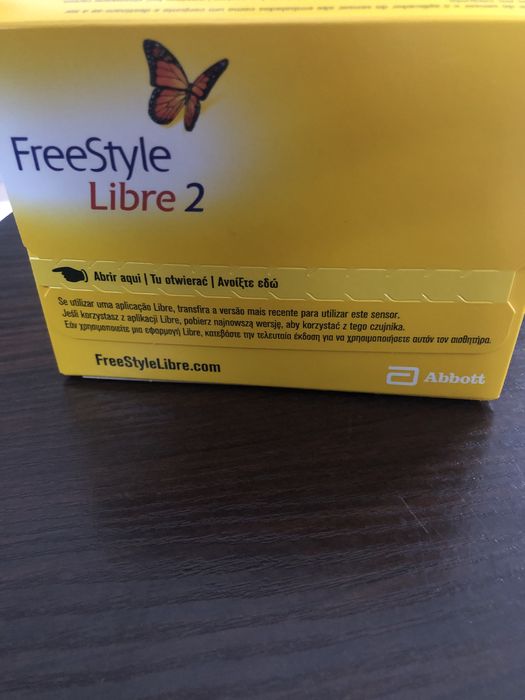 FreeStyle
Libre 2
Abrir aqui | Tu otwierać | Ανοίξτε εδώ
Se utilizar uma aplicação Libre, transfira a versão mais recente para utilizar este sensor.
Jeśli korzystasz z aplikacji Libre, pobierz najnowszą wersję, aby korzystać z tego czujnika.
Εάν χρησιμοποιείτε μια εφαρμογή Libre, κατεβάστε την τελευταία έκδοση για να χρησιμοποιήσετε αυτόν τον αισθητήρα.
FreeStyleLibre.com
Abbott